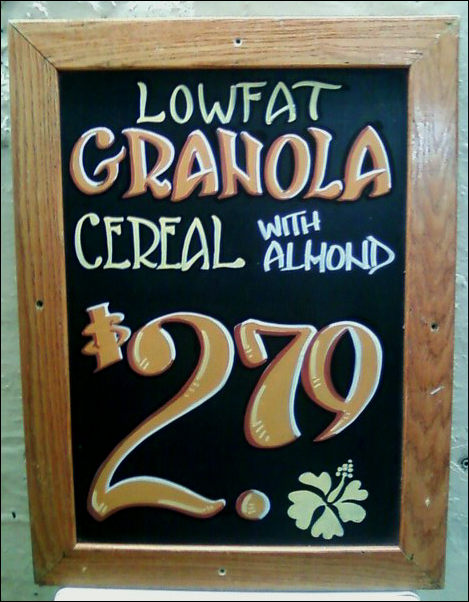 LOWFAT
GRANOLA
CEREAL WITH ALMOND
$2.79